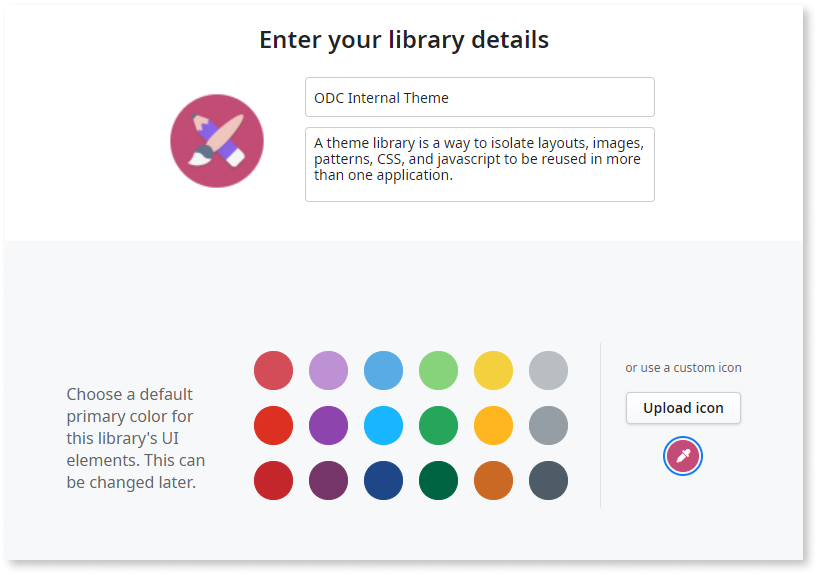 Enter your library details
ODC Internal Theme
A theme library is a way to isolate layouts, images,
patterns, CSS, and javascript to be reused in more
than one application.
Choose a default
primary color for
this library's UI
elements. This can
be changed later.
or use a custom icon
Upload icon